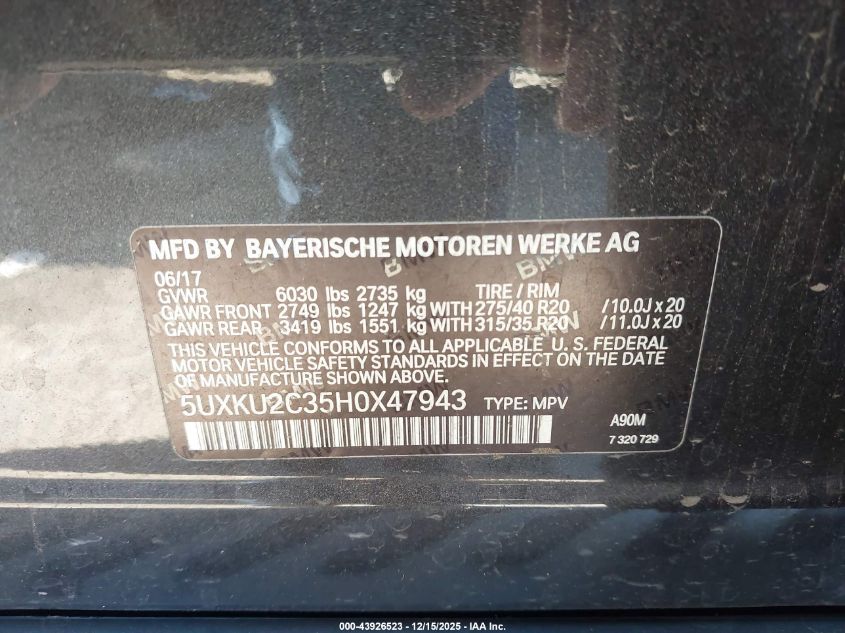 MFD BY BAYERISCHE MOTOREN WERKE AG
06/17
GVWR 6030 lbs 2735 kg TIRE / RIM
GAWR FRONT 2749 lbs 1247 kg WITH 275/40 R20 /10.0J x 20
GAWR REAR 3419 lbs 1551 kg WITH 315/35 R20 /11.0J x 20
THIS VEHICLE CONFORMS TO ALL APPLICABLE U. S. FEDERAL
MOTOR VEHICLE SAFETY STANDARDS IN EFFECT ON THE DATE
OF MANUFACTURE SHOWN ABOVE.
5UXKU2C35H0X47943 TYPE: MPV
A90M
7 320 729
000-43926523 - 12/15/2025 - IAA Inc.